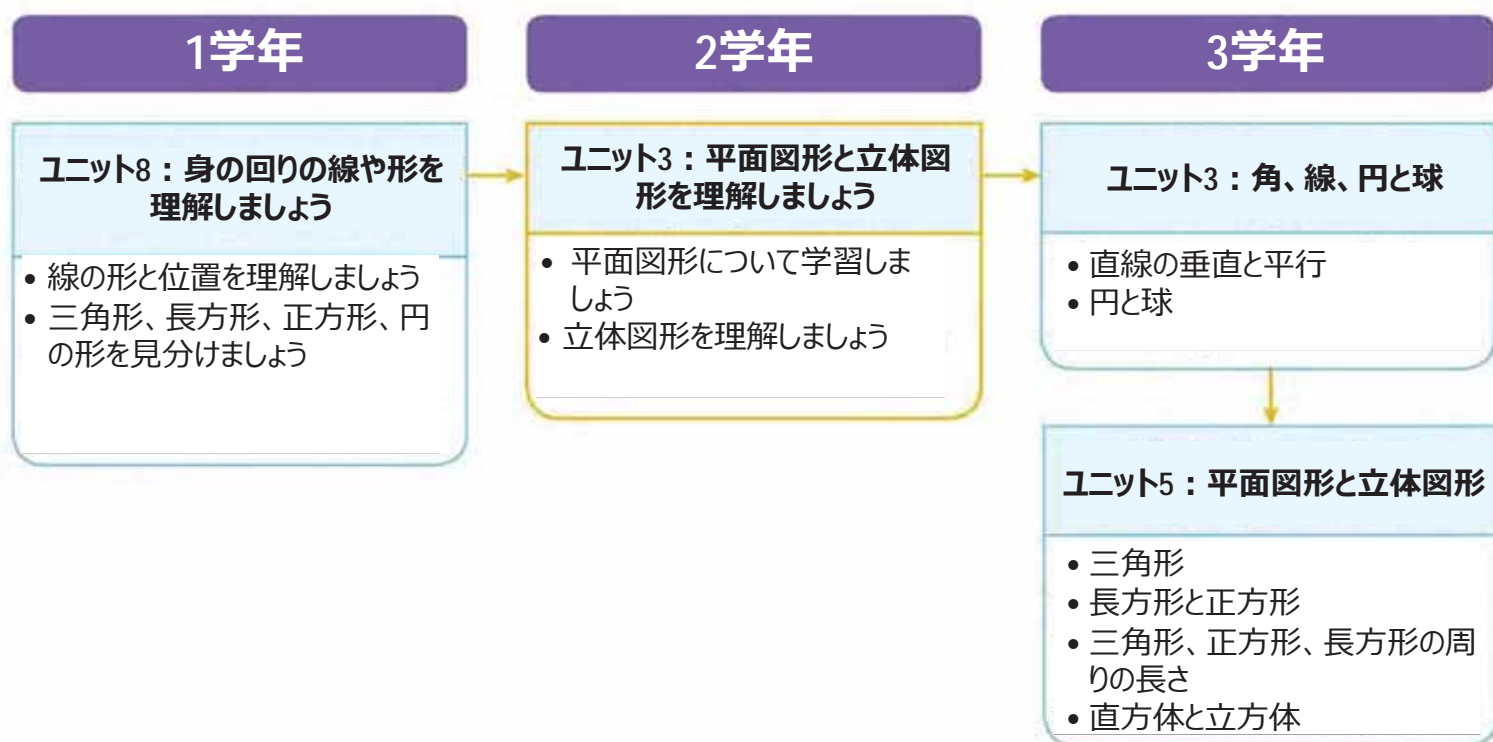 1学年
ユニット8：身の回りの線や形を
理解しましょう
• 線の形と位置を理解しましょう
• 三角形、長方形、正方形、円
の形を見分けましょう
2学年
ユニット3：平面図形と立体図
形を理解しましょう
• 平面図形について学習しま
しょう
• 立体図形を理解しましょう
3学年
ユニット3：角、線、円と球
• 直線の垂直と平行
• 円と球
ユニット5：平面図形と立体図形
• 三角形
• 長方形と正方形
• 三角形、正方形、長方形の周
りの長さ
• 直方体と立方体